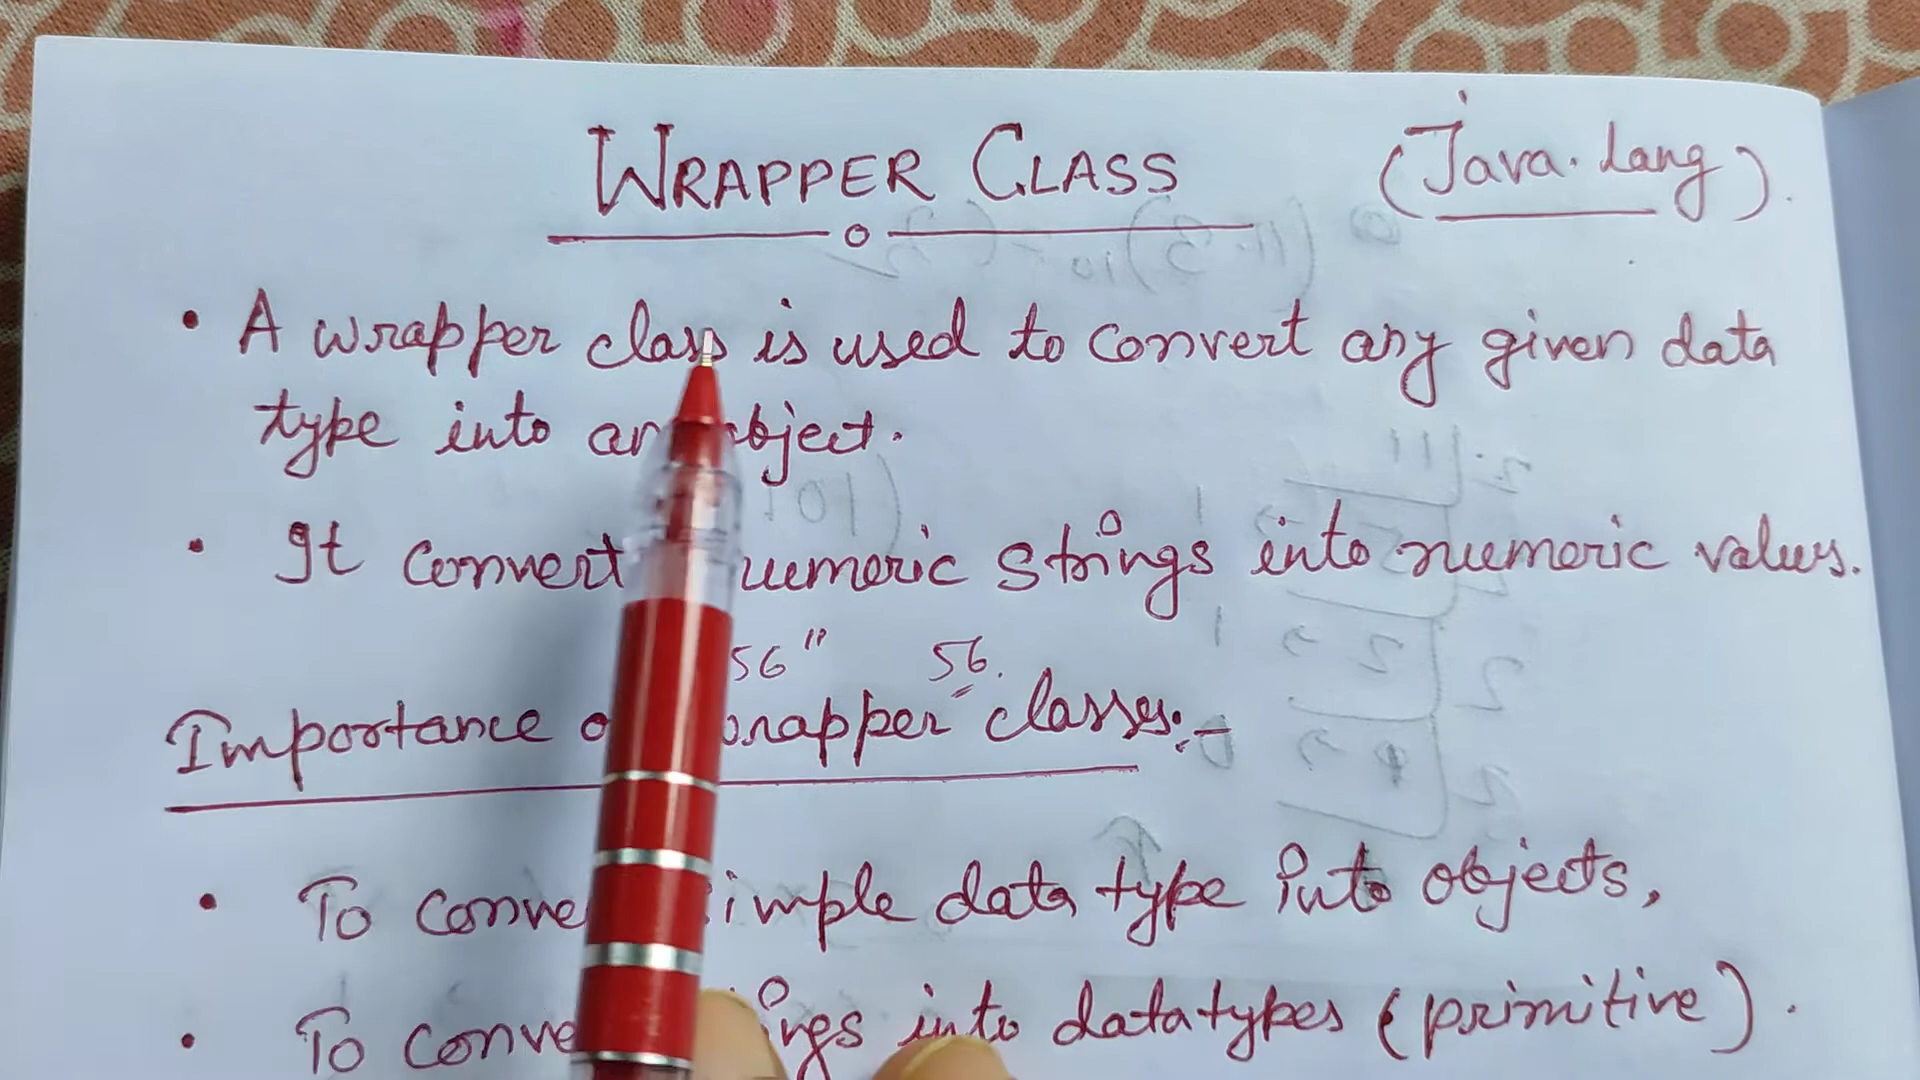 WRAPPER CLASS (Java.lang).
• A wrapper class is used to convert any given data
type into an object.
• It convert numeric strings into numeric values.
56" 56.
Importance wrapper classes:-
• To conve simple data type into objects,
• To conve ings into datatypes (primitive).